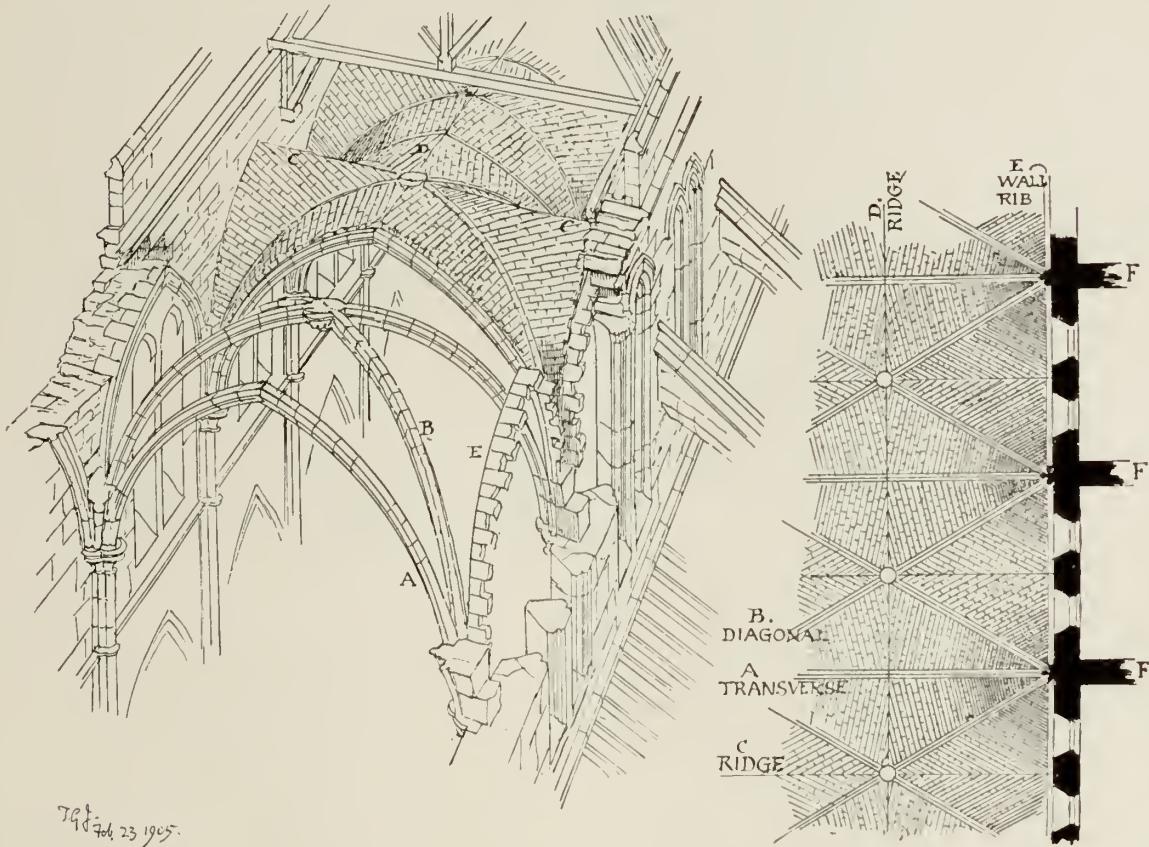 C
D
C
B
E
A
E
WALL
RIB
D.
RIDGE
F
F
B.
DIAGONAL
A
TRANSVERSE
F
C
RIDGE
TGJ.
Feb. 23 1905.